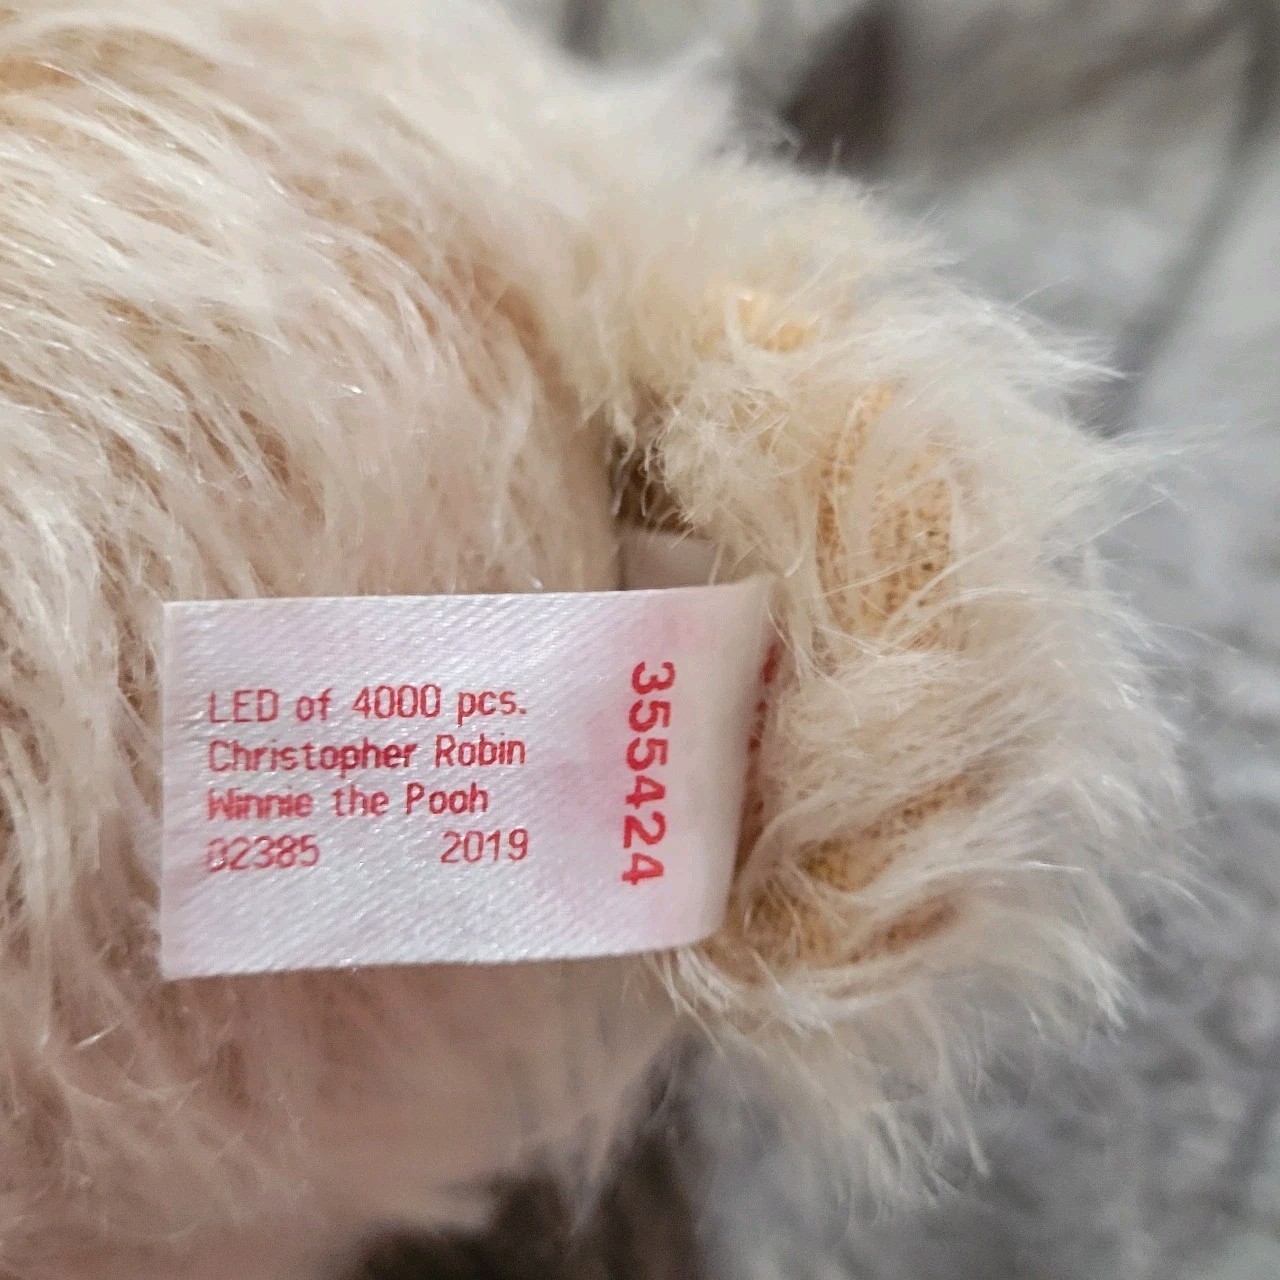 LED of 4000 pcs.
Christopher Robin
Winnie the Pooh
02385 2019
355424